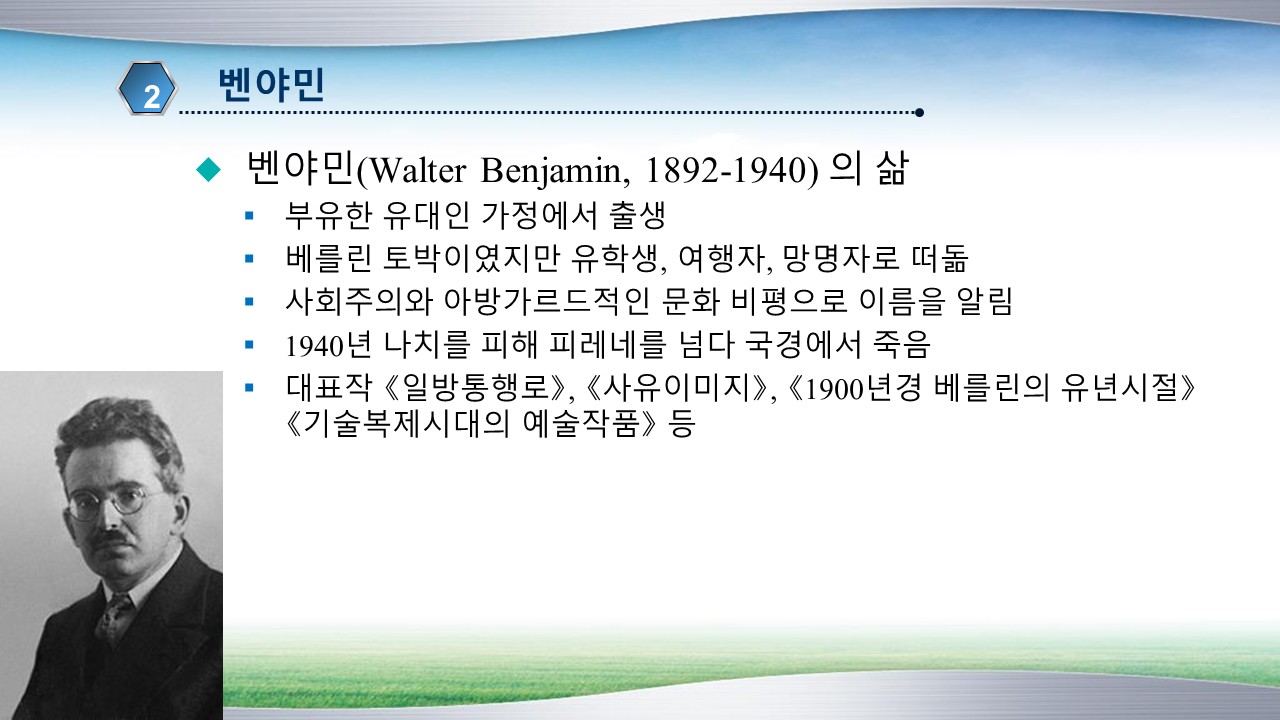 2
벤야민
벤야민(Walter Benjamin, 1892-1940) 의 삶
부유한 유대인 가정에서 출생
베를린 토박이였지만 유학생, 여행자, 망명자로 떠돎
사회주의와 아방가르드적인 문화 비평으로 이름을 알림
1940년 나치를 피해 피레네를 넘다 국경에서 죽음
대표작 《일방통행로》, 《사유이미지》, 《1900년경 베를린의 유년시절》
《기술복제시대의 예술작품》 등